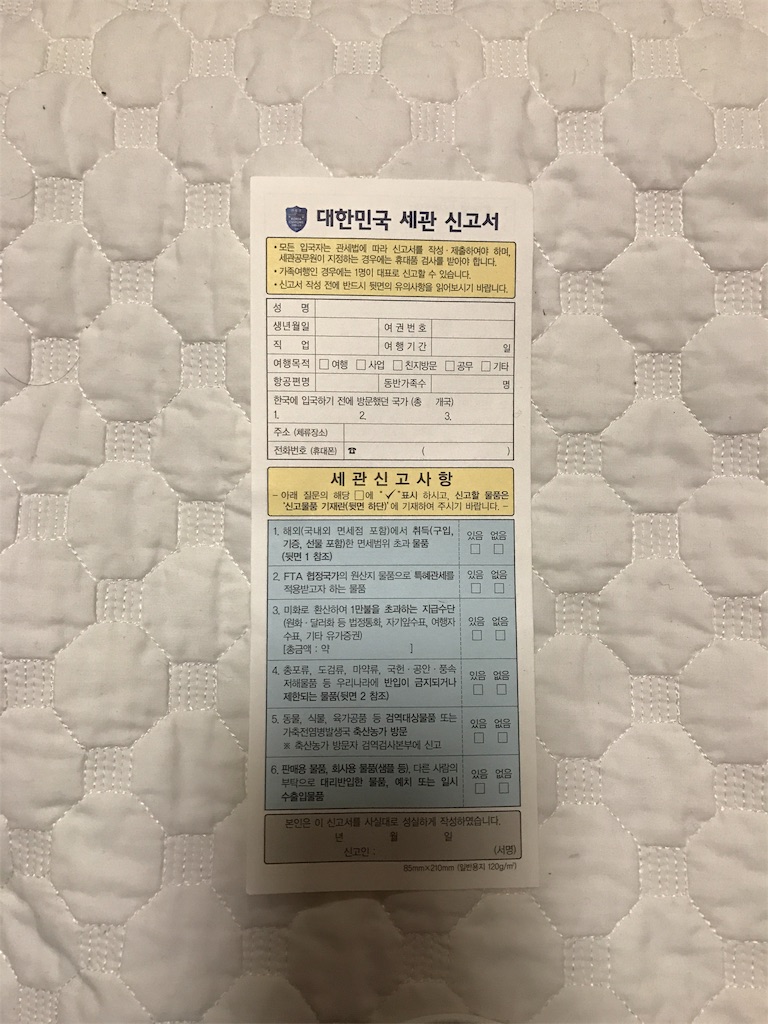 대한민국 세관 신고서
• 모든 입국자는 관세법에 따라 신고서를 작성·제출하여야 하며,
세관공무원이 지정하는 경우에는 휴대품 검사를 받아야 합니다.
• 가족여행인 경우에는 1명이 대표로 신고할 수 있습니다.
• 신고서 작성 전에 반드시 뒷면의 유의사항을 읽어보시기 바랍니다.
성 명
생년월일 여권번호
직 업 여행기간 일
여행목적 □ 여행 □ 사업 □ 친지방문 □ 공무 □ 기타
항공편명 동반가족수 명
한국에 입국하기 전에 방문했던 국가 (총 개국)
1. 2. 3.
주소 (체류장소)
전화번호 (휴대폰) ☎ ( )
세관신고사항
- 아래 질문의 해당 □에 "✓"표시 하시고, 신고할 물품은
'신고물품 기재란(뒷면 하단)'에 기재하여 주시기 바랍니다. -
1. 해외(국내외 면세점 포함)에서 취득(구입, 있음 없음
기증, 선물 포함)한 면세범위 초과 물품 □ □
(뒷면 1 참조)
2. FTA 협정국가의 원산지 물품으로 특혜관세를 있음 없음
적용받고자 하는 물품 □ □
3. 미화로 환산하여 1만불을 초과하는 지급수단
(원화·달러화 등 법정통화, 자기앞수표, 여행자 있음 없음
수표, 기타 유가증권) □ □
[총금액 : 약 ]
4. 총포류, 도검류, 마약류, 국헌·공안·풍속 있음 없음
저해물품 등 우리나라에 반입이 금지되거나 □ □
제한되는 물품(뒷면 2 참조)
5. 동물, 식물, 육가공품 등 검역대상물품 또는 있음 없음
가축전염병발생국 축산농가 방문 □ □
※ 축산농가 방문자 검역검사본부에 신고
6. 판매용 물품, 회사용 물품(샘플 등), 다른 사람의 있음 없음
부탁으로 대리반입한 물품, 예치 또는 일시 □ □
수출입물품
본인은 이 신고서를 사실대로 성실하게 작성하였습니다.
년 월 일
신고인 : (서명)
85mm×210mm (일반용지 120g/㎡)